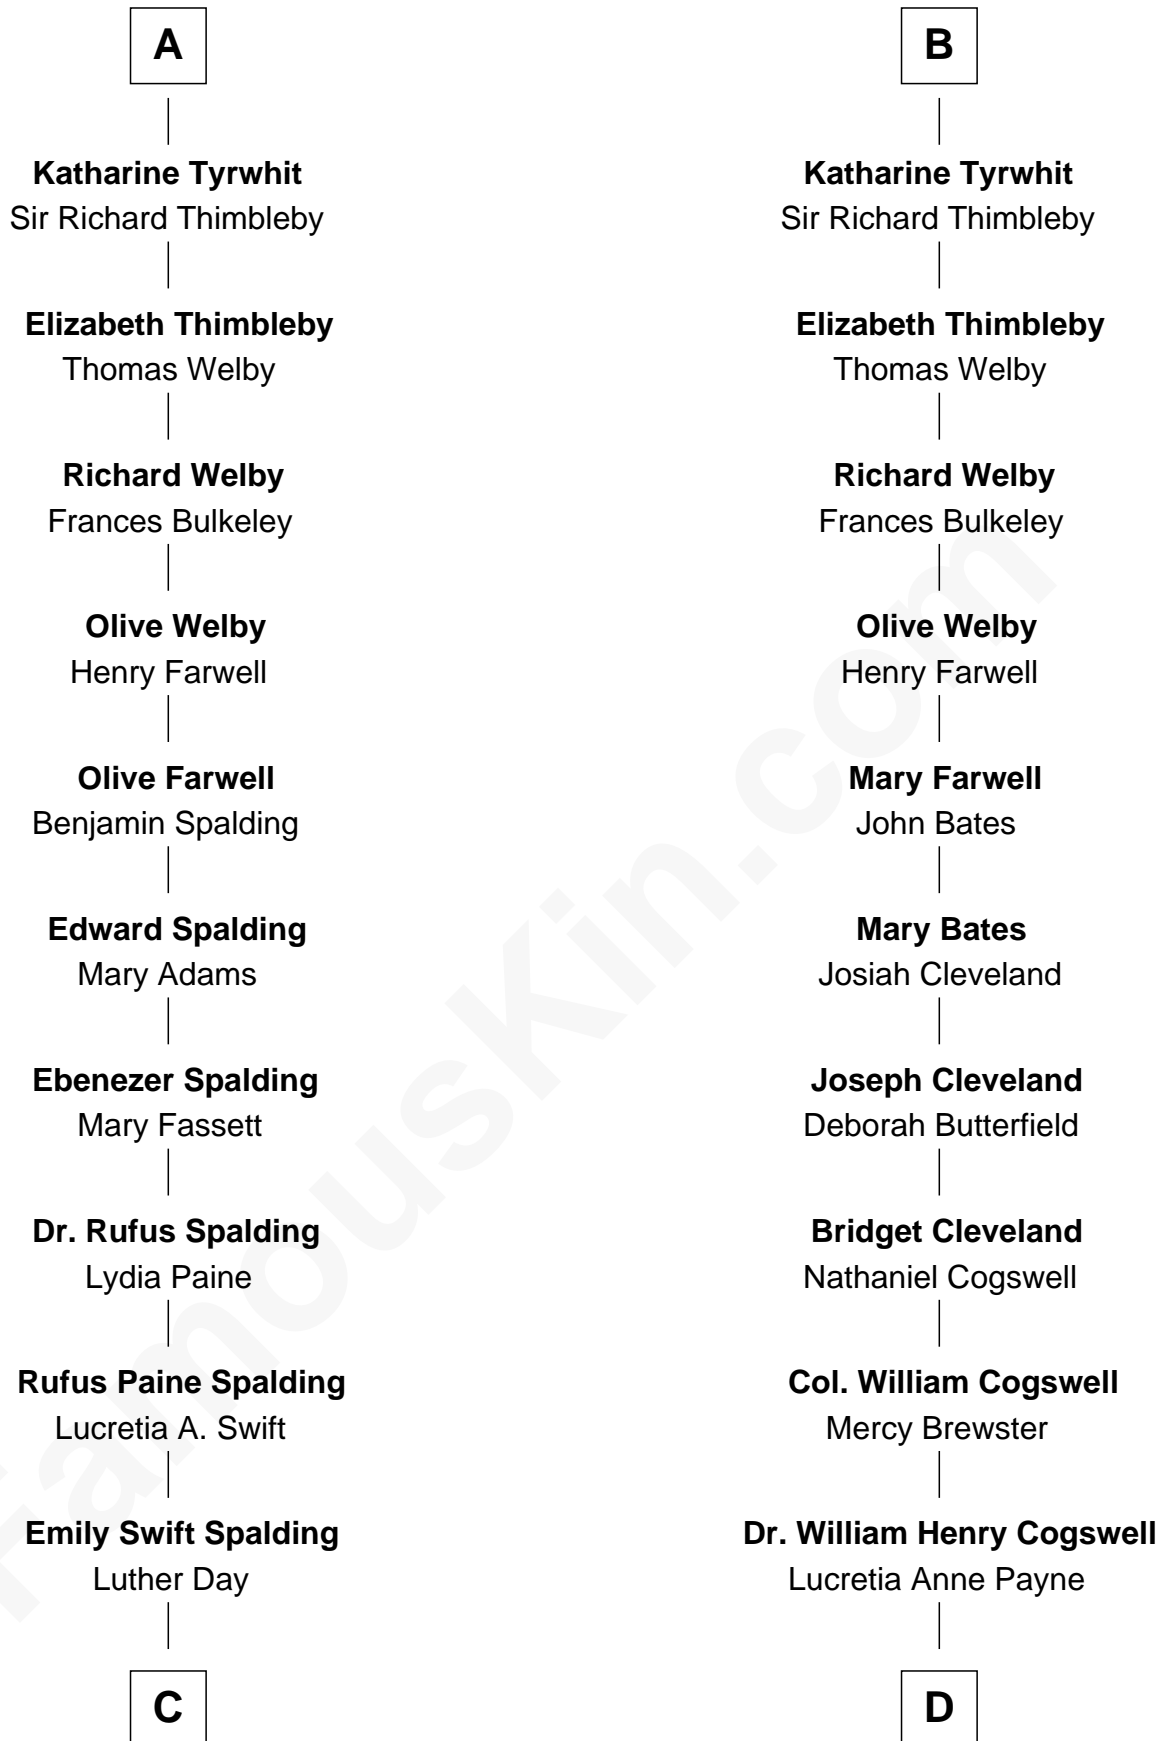 A
Katharine Tyrwhit
Sir Richard Thimbleby
Elizabeth Thimbleby
Thomas Welby
Richard Welby
Frances Bulkeley
Olive Welby
Henry Farwell
Olive Farwell
Benjamin Spalding
Edward Spalding
Mary Adams
Ebenezer Spalding
Mary Fassett
Dr. Rufus Spalding
Lydia Paine
Rufus Paine Spalding
Lucretia A. Swift
Emily Swift Spalding
Luther Day
C
B
Katharine Tyrwhit
Sir Richard Thimbleby
Elizabeth Thimbleby
Thomas Welby
Richard Welby
Frances Bulkeley
Olive Welby
Henry Farwell
Mary Farwell
John Bates
Mary Bates
Josiah Cleveland
Joseph Cleveland
Deborah Butterfield
Bridget Cleveland
Nathaniel Cogswell
Col. William Cogswell
Mercy Brewster
Dr. William Henry Cogswell
Lucretia Anne Payne
D
FamousKin.com